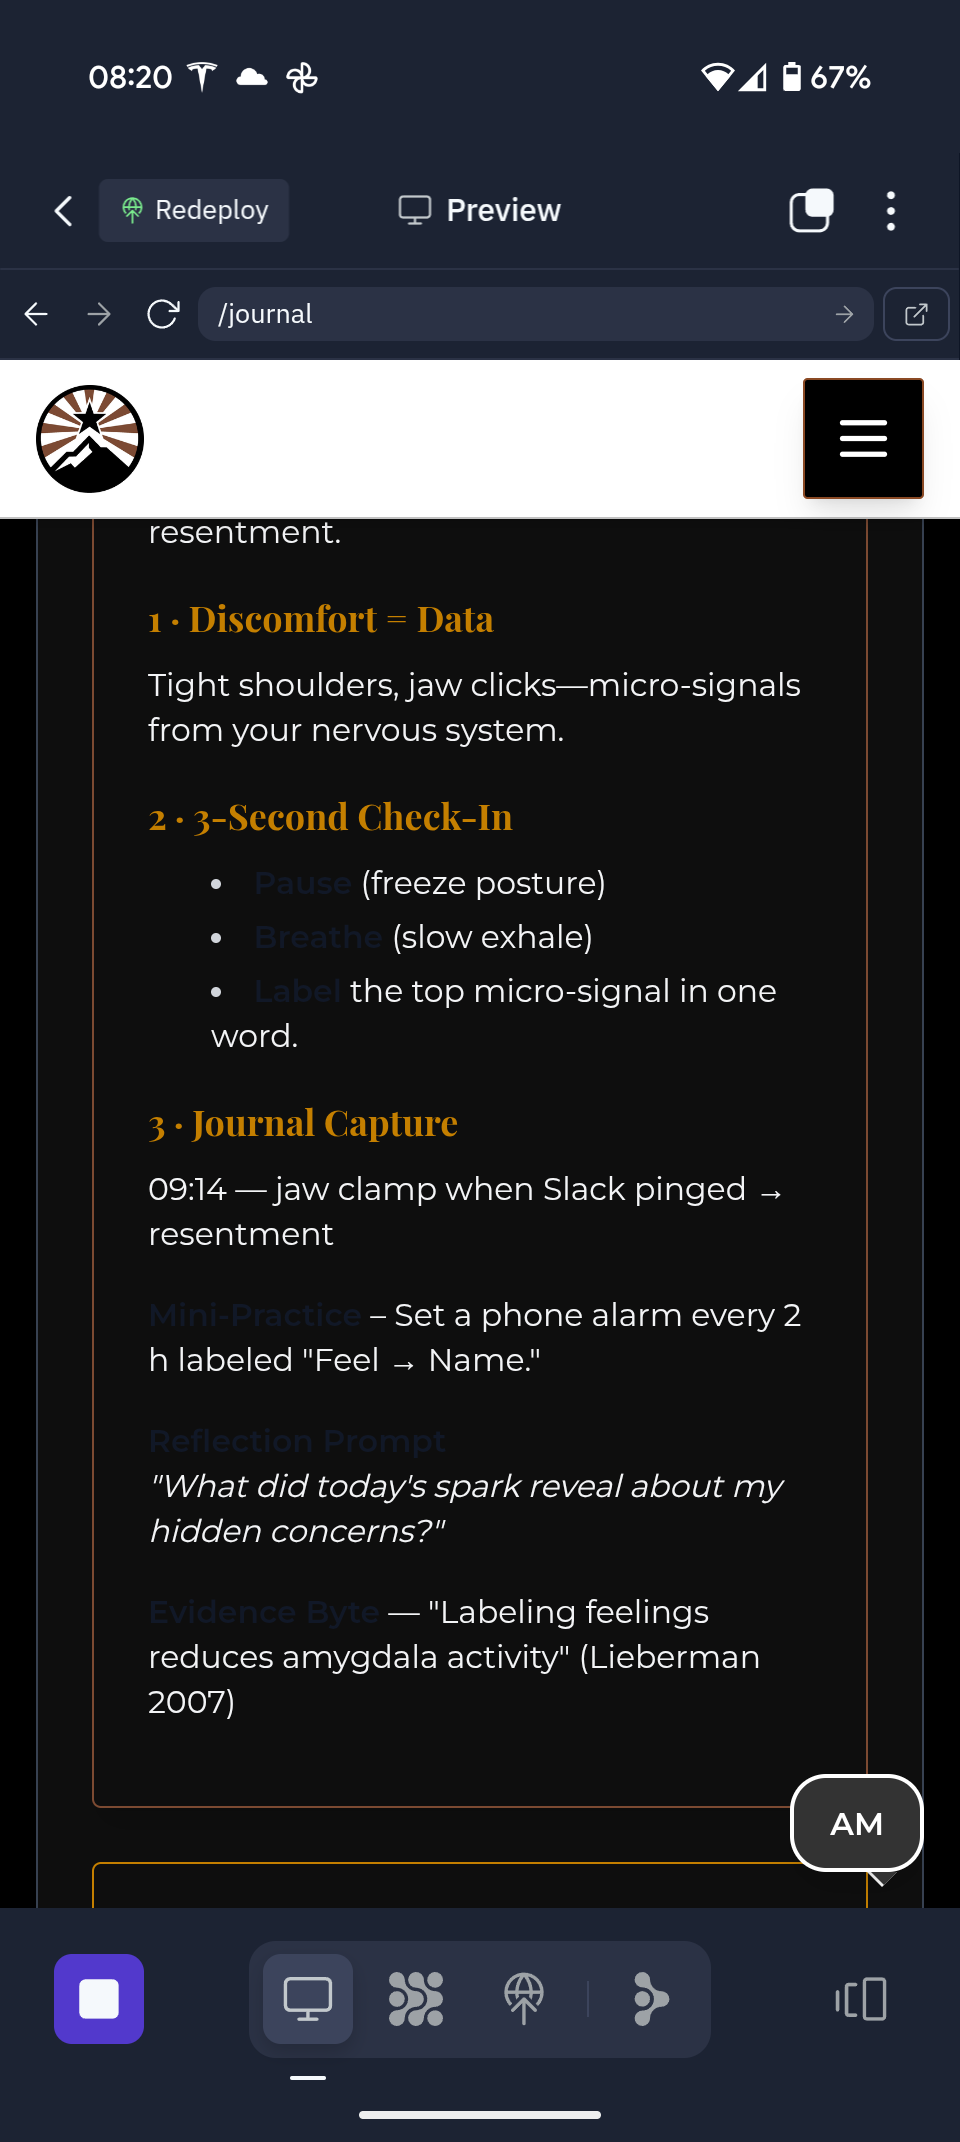 08:20
67%
Redeploy
Preview
/journal
resentment.
1 · Discomfort = Data
Tight shoulders, jaw clicks—micro-signals
from your nervous system.
2 · 3-Second Check-In
• Pause (freeze posture)
• Breathe (slow exhale)
• Label the top micro-signal in one
word.
3 · Journal Capture
09:14 — jaw clamp when Slack pinged →
resentment
Mini-Practice – Set a phone alarm every 2
h labeled "Feel → Name."
Reflection Prompt
"What did today's spark reveal about my
hidden concerns?"
Evidence Byte — "Labeling feelings
reduces amygdala activity" (Lieberman
2007)
AM